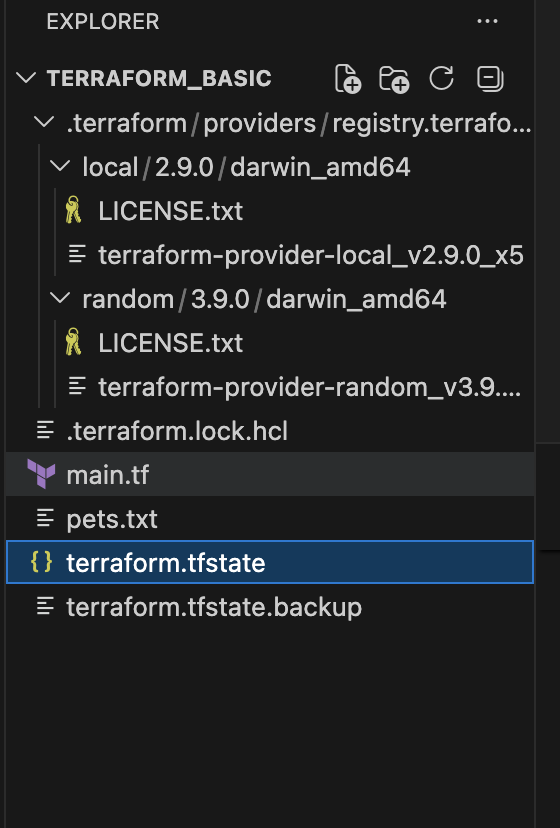 EXPLORER
TERRAFORM_BASIC
.terraform/providers/registry.terrafo...
local/2.9.0/darwin_amd64
LICENSE.txt
terraform-provider-local_v2.9.0_x5
random/3.9.0/darwin_amd64
LICENSE.txt
terraform-provider-random_v3.9....
.terraform.lock.hcl
main.tf
pets.txt
terraform.tfstate
terraform.tfstate.backup